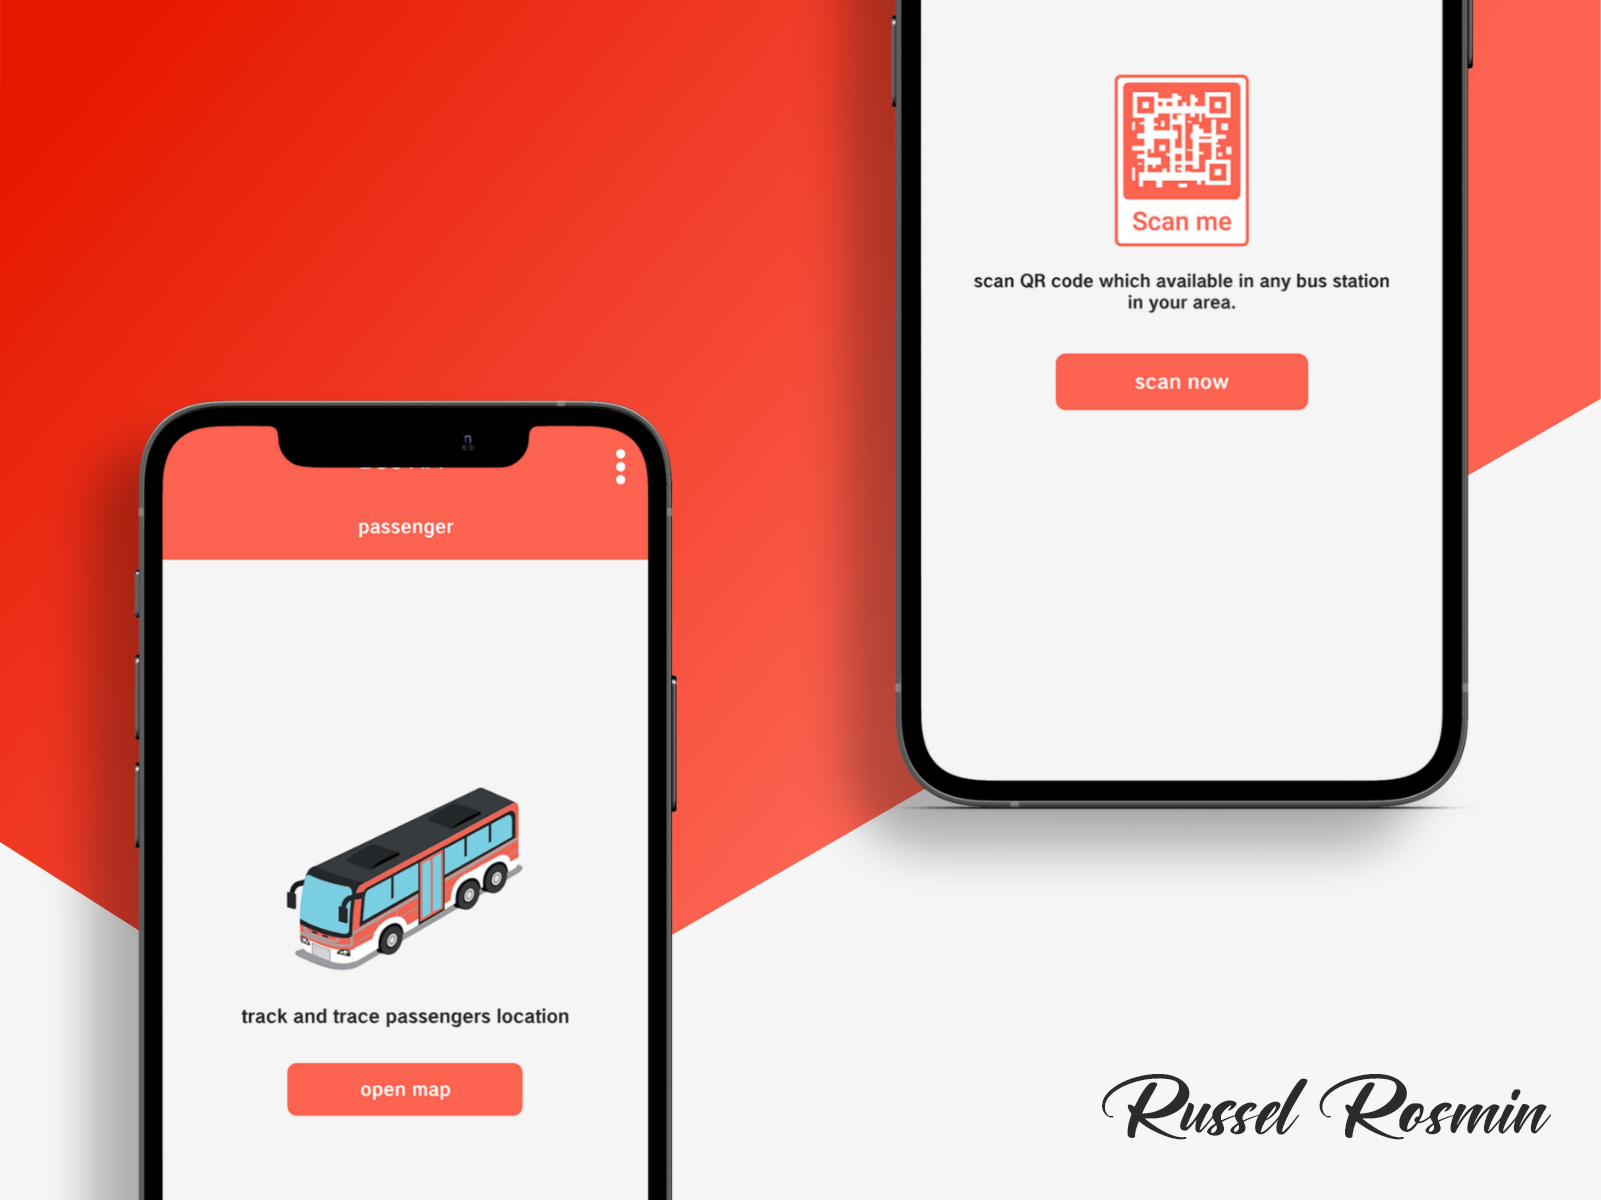 Scan me
scan QR code which available in any bus station
in your area.
scan now
passenger
track and trace passengers location
open map
Russel Rosmin